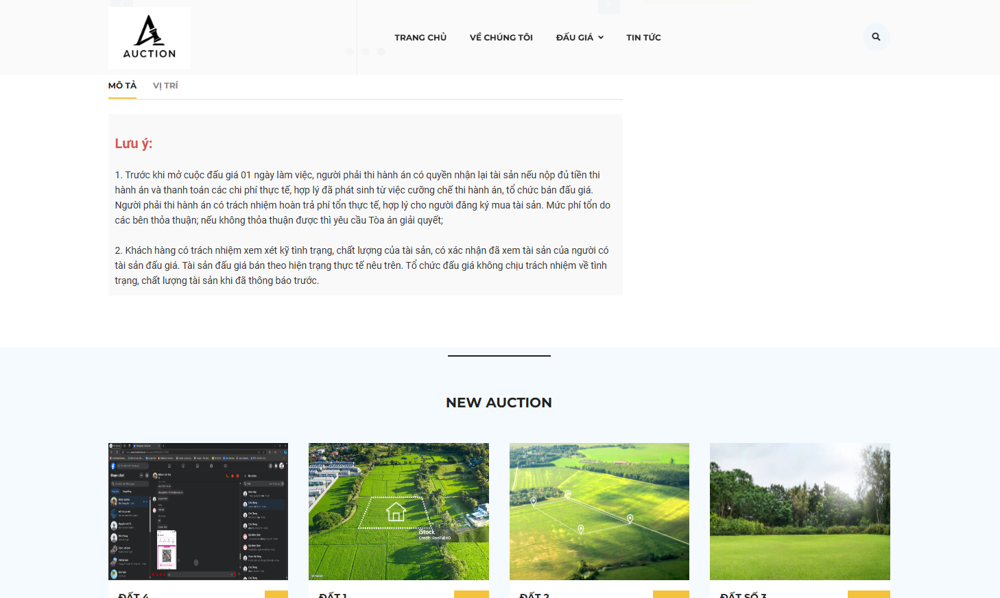 AUCTION
TRANG CHỦ
VỀ CHÚNG TÔI
ĐẤU GIÁ
TIN TỨC
MÔ TẢ
VỊ TRÍ
Lưu ý:
1. Trước khi mở cuộc đấu giá 01 ngày làm việc, người phải thi hành án có quyền nhận lại tài sản nếu nộp đủ tiền thi
hành án và thanh toán các chi phí thực tế, hợp lý đã phát sinh từ việc cưỡng chế thi hành án, tổ chức bán đấu giá.
Người phải thi hành án có trách nhiệm hoàn trả phí tổn thực tế, hợp lý cho người đăng ký mua tài sản. Mức phí tổn do
các bên thỏa thuận; nếu không thỏa thuận được thì yêu cầu Tòa án giải quyết;
2. Khách hàng có trách nhiệm xem xét kỹ tình trạng, chất lượng của tài sản, có xác nhận đã xem tài sản của người có
tài sản đấu giá. Tài sản đấu giá bán theo hiện trạng thực tế nêu trên. Tổ chức đấu giá không chịu trách nhiệm về tình
trạng, chất lượng tài sản khi đã thông báo trước.
NEW AUCTION
Đoạn chat
iStock
Credit: RonFullHD
ĐẤT 4
ĐẤT 1
ĐẤT 2
ĐẤT SỐ 3